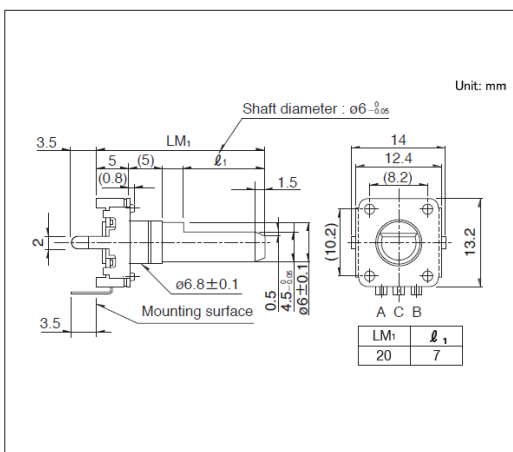 Unit: mm
Shaft diameter : ø6 0 -0.05
3.5
LM1
14
5
(5)
ℓ1
12.4
(0.8)
1.5
(8.2)
2
(10.2)
13.2
ø6.8±0.1
0.5
4.5 0 -0.05
ø6±0.1
Mounting surface
3.5
A C B
LM1 ℓ1
20 7